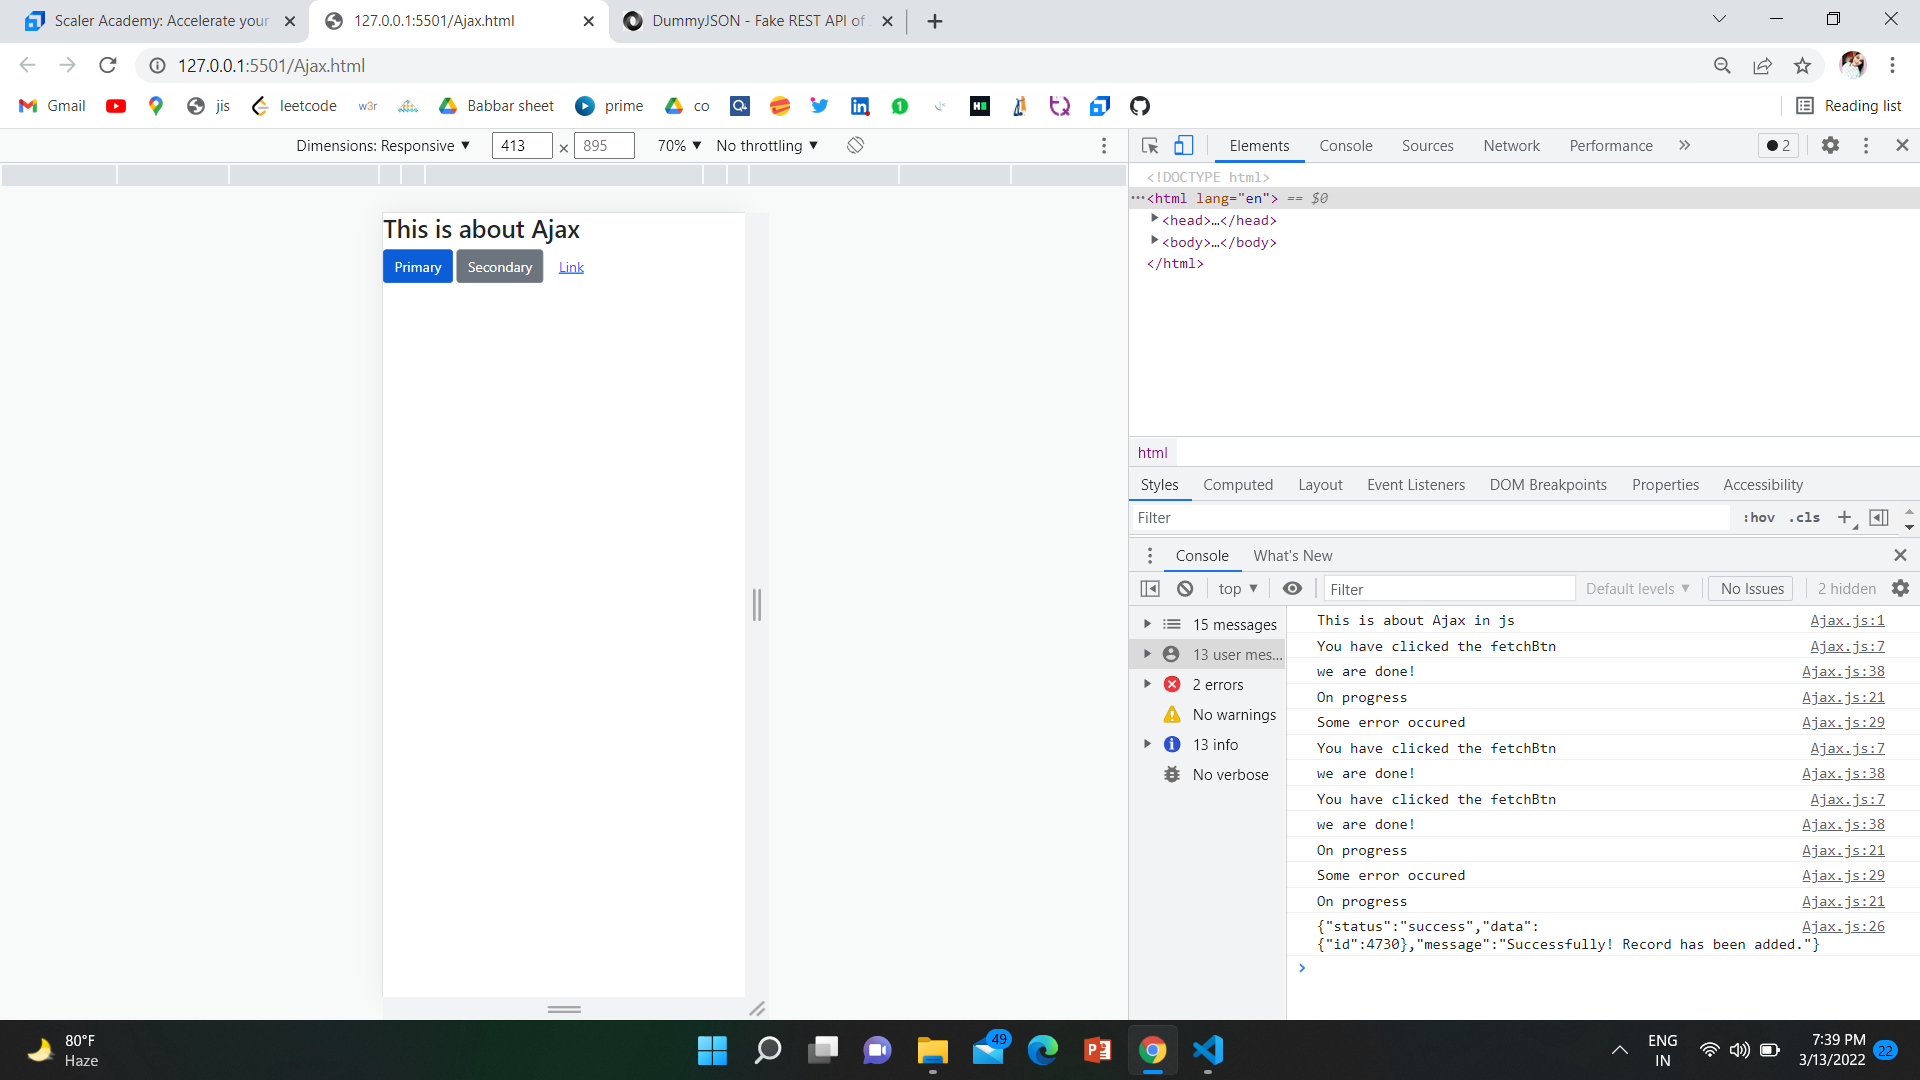 Scaler Academy: Accelerate your
127.0.0.1:5501/Ajax.html
DummyJSON - Fake REST API of
127.0.0.1:5501/Ajax.html
Gmail
jis
leetcode
w3r
Babbar sheet
prime
co
Reading list
Dimensions: Responsive
413
×
895
70%
No throttling
Elements
Console
Sources
Network
Performance
2
This is about Ajax
Primary
Secondary
Link
<!DOCTYPE html>
<html lang="en"> == $0
<head>…</head>
<body>…</body>
</html>
html
Styles
Computed
Layout
Event Listeners
DOM Breakpoints
Properties
Accessibility
Filter
:hov
.cls
Console
What's New
top
Filter
Default levels
No Issues
2 hidden
15 messages
13 user mes...
2 errors
No warnings
13 info
No verbose
This is about Ajax in js Ajax.js:1
You have clicked the fetchBtn Ajax.js:7
we are done! Ajax.js:38
On progress Ajax.js:21
Some error occured Ajax.js:29
You have clicked the fetchBtn Ajax.js:7
we are done! Ajax.js:38
You have clicked the fetchBtn Ajax.js:7
we are done! Ajax.js:38
On progress Ajax.js:21
Some error occured Ajax.js:29
On progress Ajax.js:21
{"status":"success","data": Ajax.js:26
{"id":4730},"message":"Successfully! Record has been added."}
80°F
Haze
49
ENG
IN
7:39 PM
3/13/2022
22